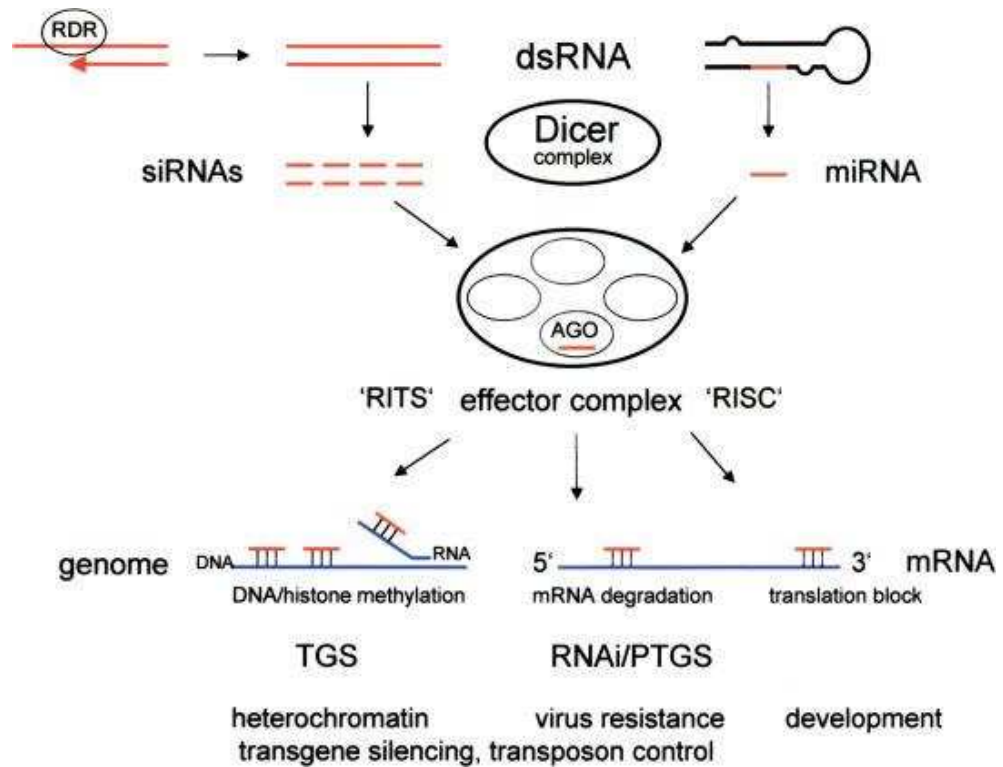 RDR
dsRNA
Dicer
complex
siRNAs
miRNA
AGO
'RITS' effector complex 'RISC'
genome DNA RNA 5' 3' mRNA
DNA/histone methylation mRNA degradation translation block
TGS RNAi/PTGS
heterochromatin virus resistance development
transgene silencing, transposon control